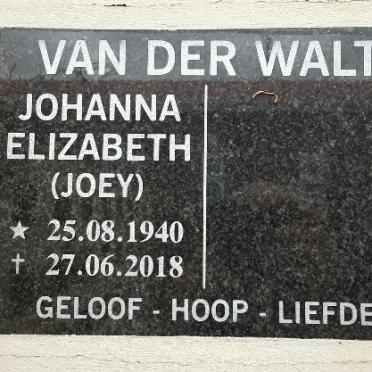 VAN DER WALT
JOHANNA
ELIZABETH
(JOEY)
★ 25.08.1940
✝ 27.06.2018
GELOOF - HOOP - LIEFDE